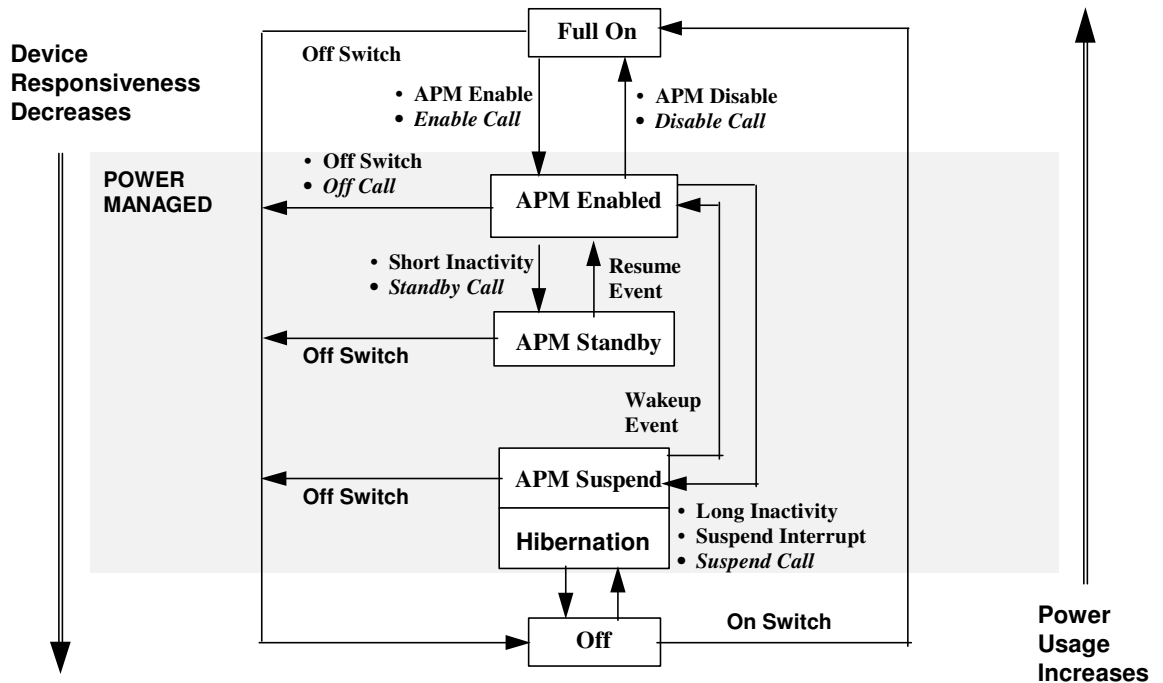 Full On
Device
Responsiveness
Decreases
Off Switch
• APM Enable
• Enable Call
• APM Disable
• Disable Call
POWER
MANAGED
• Off Switch
• Off Call
APM Enabled
• Short Inactivity
• Standby Call
Resume
Event
APM Standby
Off Switch
Wakeup
Event
APM Suspend
Off Switch
Hibernation
• Long Inactivity
• Suspend Interrupt
• Suspend Call
Off
On Switch
Power
Usage
Increases